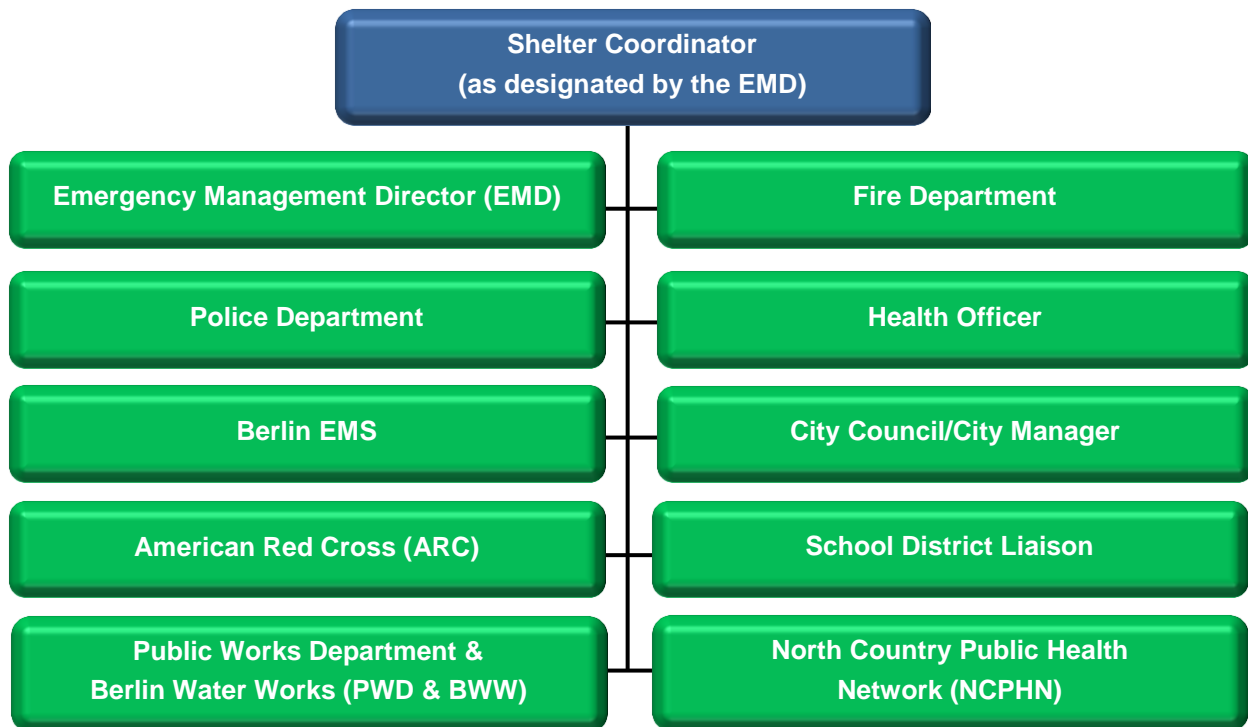 Shelter Coordinator
(as designated by the EMD)
Emergency Management Director (EMD)
Fire Department
Police Department
Health Officer
Berlin EMS
City Council/City Manager
American Red Cross (ARC)
School District Liaison
Public Works Department &
Berlin Water Works (PWD & BWW)
North Country Public Health
Network (NCPHN)